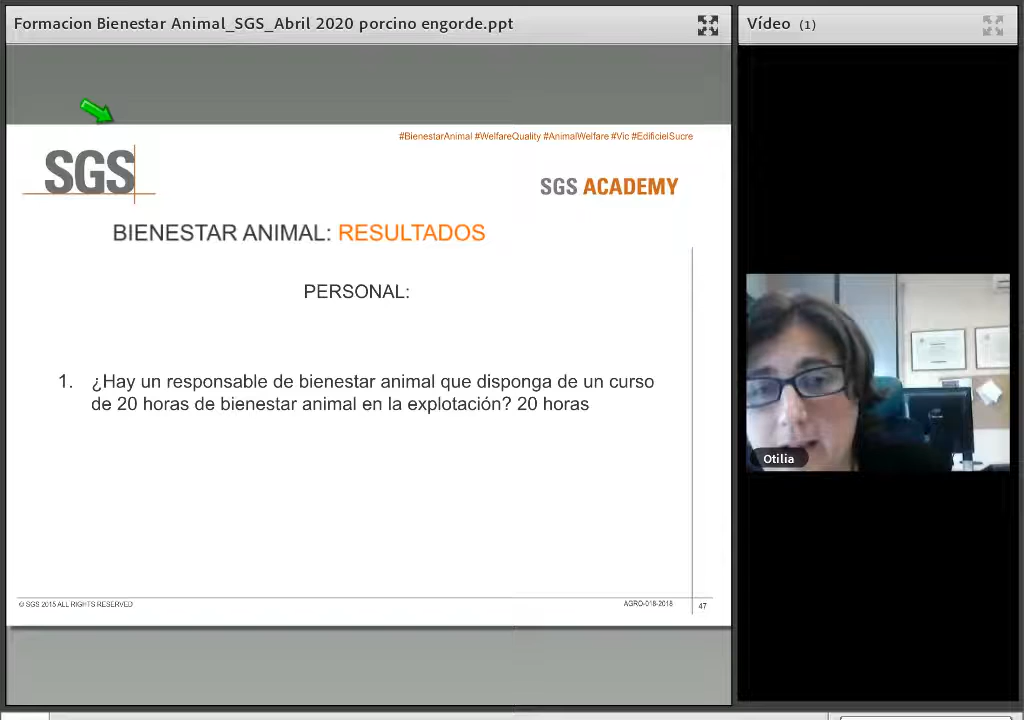 Formacion Bienestar Animal_SGS_Abril 2020 porcino engorde.ppt
Vídeo (1)
#BienestarAnimal #WelfareQuality #AnimalWelfare #Vic #EdificielSucre
SGS
SGS ACADEMY
BIENESTAR ANIMAL: RESULTADOS
PERSONAL:
1. ¿Hay un responsable de bienestar animal que disponga de un curso
de 20 horas de bienestar animal en la explotación? 20 horas
Otilia
© SGS 2015 ALL RIGHTS RESERVED
AGRO-018-2018
47